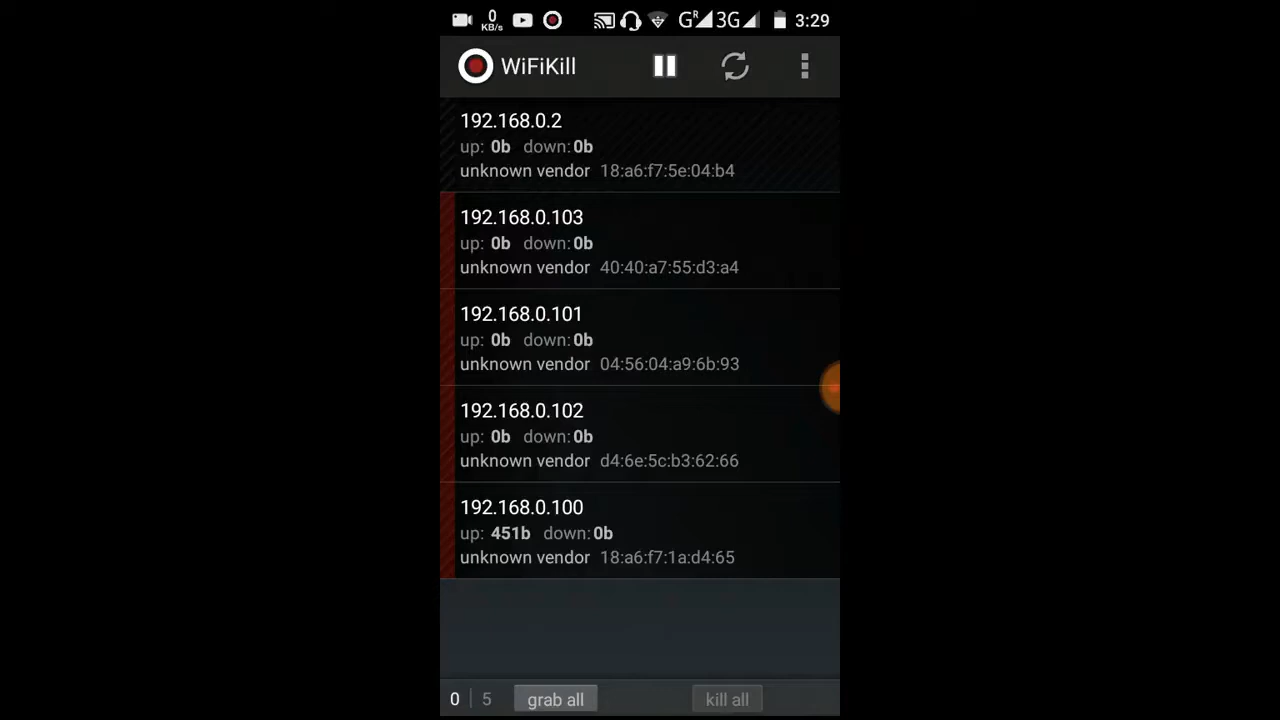 0
KB/s
G R 3G 3:29
WiFiKill
192.168.0.2
up: 0b down: 0b
unknown vendor 18:a6:f7:5e:04:b4
192.168.0.103
up: 0b down: 0b
unknown vendor 40:40:a7:55:d3:a4
192.168.0.101
up: 0b down: 0b
unknown vendor 04:56:04:a9:6b:93
192.168.0.102
up: 0b down: 0b
unknown vendor d4:6e:5c:b3:62:66
192.168.0.100
up: 451b down: 0b
unknown vendor 18:a6:f7:1a:d4:65
0 | 5 grab all kill all